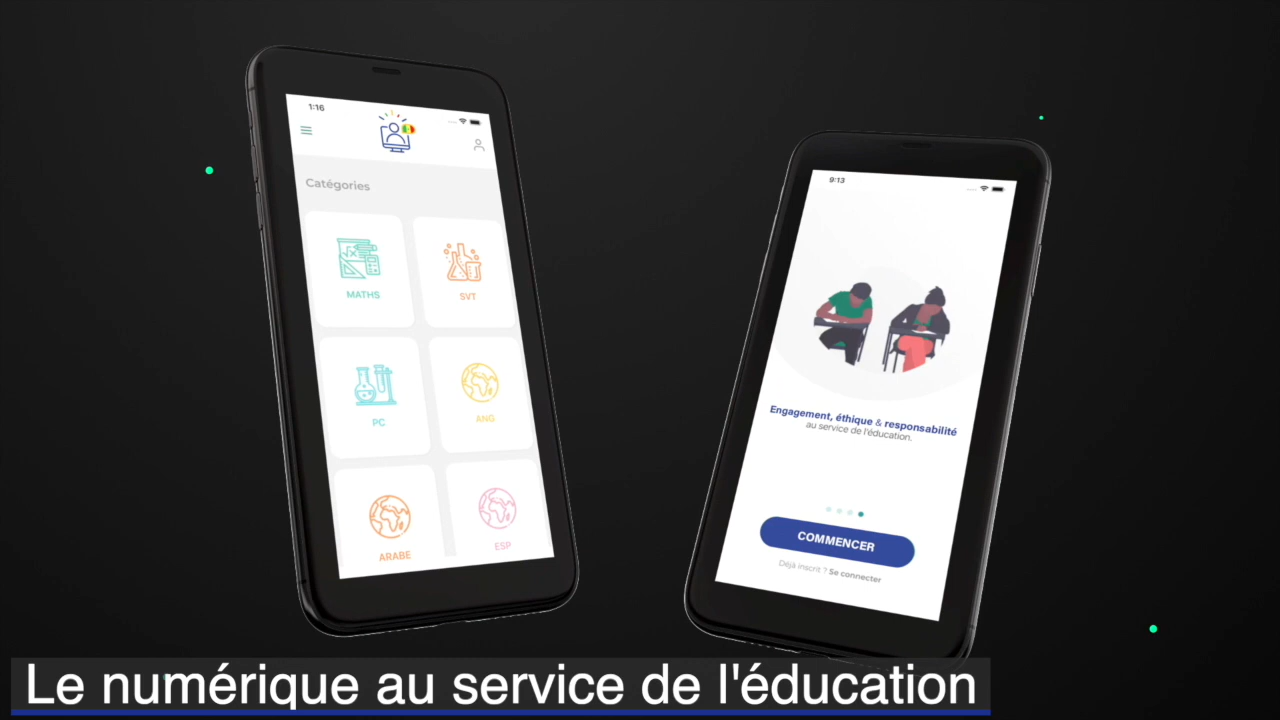 1:16
Catégories
MATHS
SVT
PC
ANG
ARABE
ESP
9:13
Engagement, éthique & responsabilité
au service de l'éducation.
COMMENCER
Déjà inscrit ? Se connecter
Le numérique au service de l'éducation